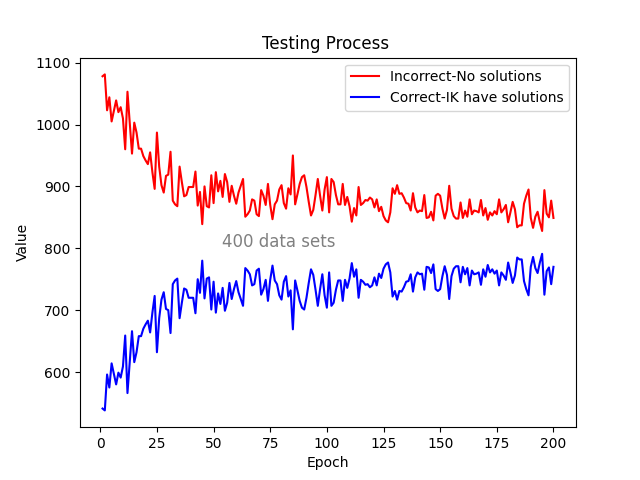 Testing Process
1100
1000
900
800
700
600
Value
Incorrect-No solutions
Correct-IK have solutions
400 data sets
0 25 50 75 100 125 150 175 200
Epoch